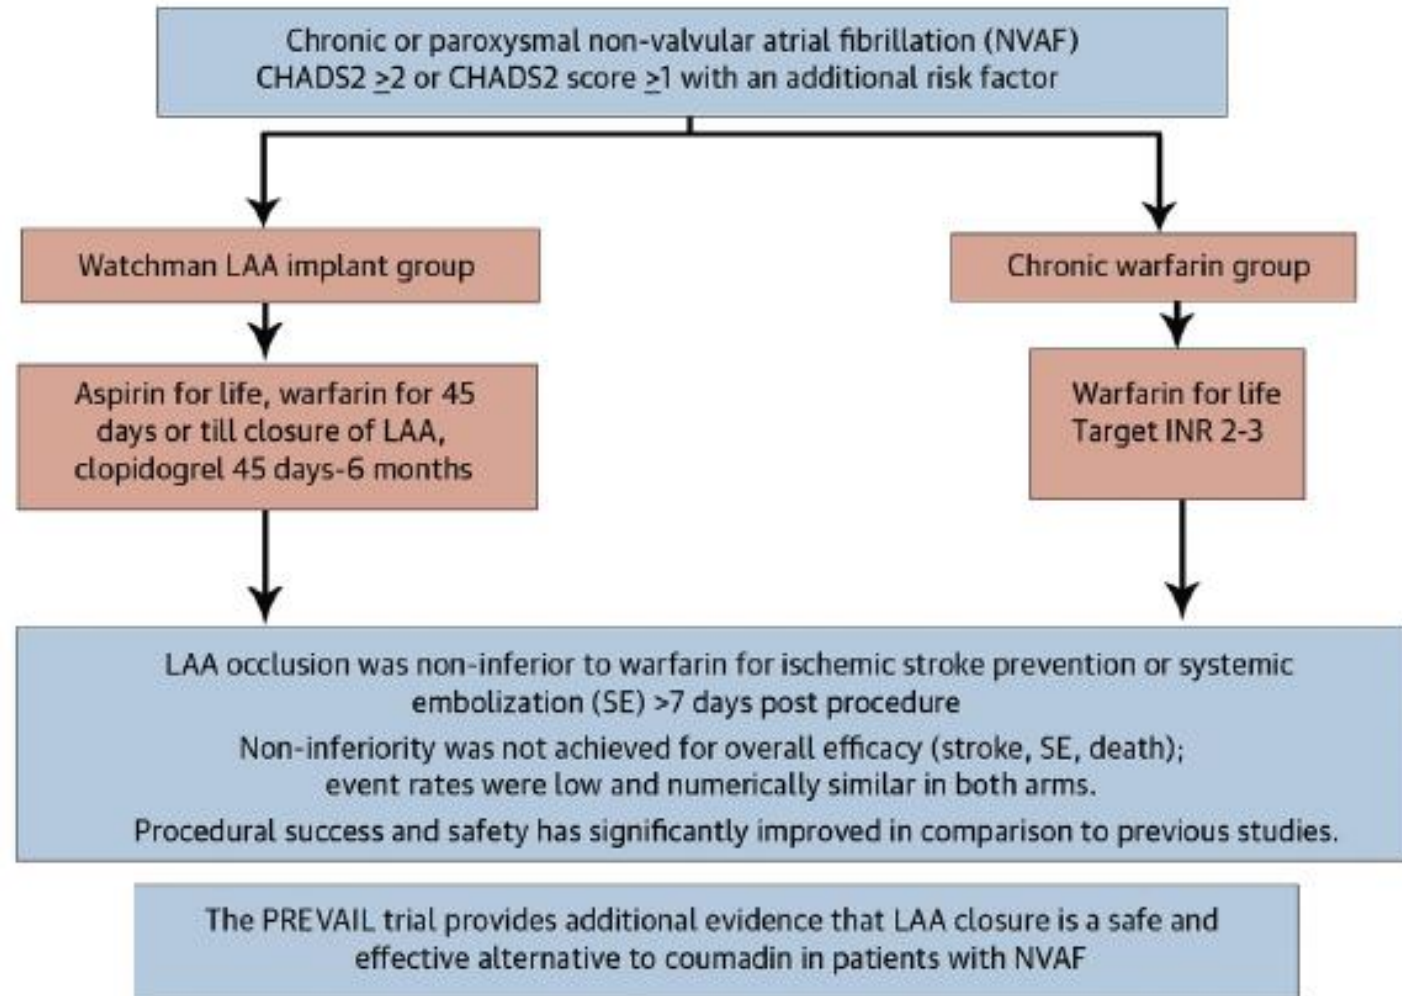 Chronic or paroxysmal non-valvular atrial fibrillation (NVAF)
CHADS2 ≥2 or CHADS2 score ≥1 with an additional risk factor
Watchman LAA implant group
Chronic warfarin group
Aspirin for life, warfarin for 45
days or till closure of LAA,
clopidogrel 45 days-6 months
Warfarin for life
Target INR 2-3
LAA occlusion was non-inferior to warfarin for ischemic stroke prevention or systemic
embolization (SE) >7 days post procedure
Non-inferiority was not achieved for overall efficacy (stroke, SE, death);
event rates were low and numerically similar in both arms.
Procedural success and safety has significantly improved in comparison to previous studies.
The PREVAIL trial provides additional evidence that LAA closure is a safe and
effective alternative to coumadin in patients with NVAF